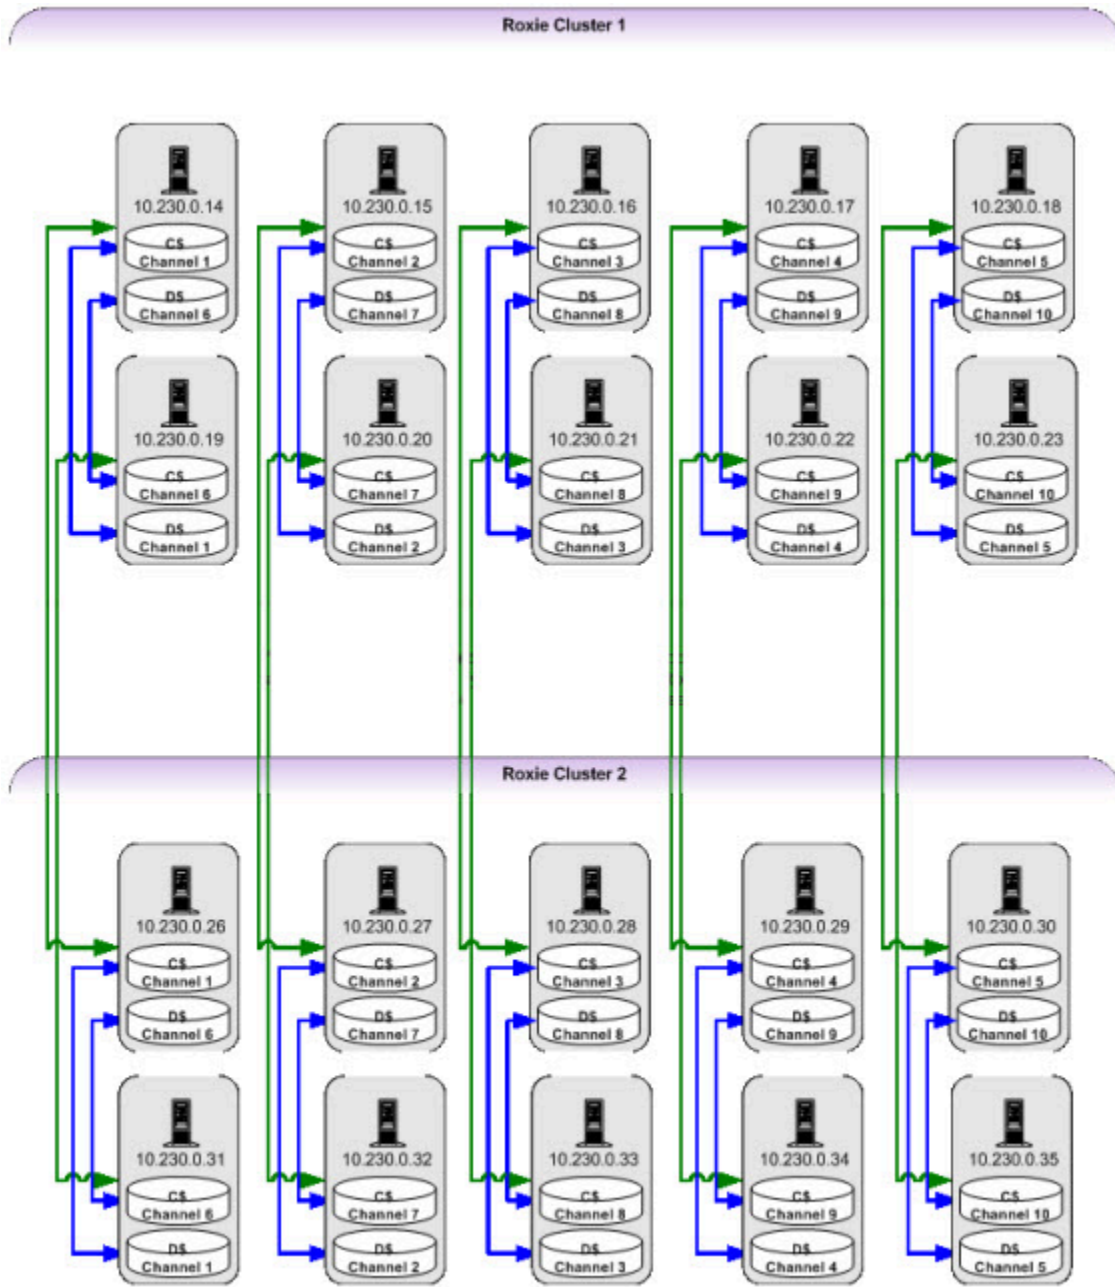 Roxie Cluster 1
10.230.0.14
C$
Channel 1
D$
Channel 6
10.230.0.15
C$
Channel 2
D$
Channel 7
10.230.0.16
C$
Channel 3
D$
Channel 8
10.230.0.17
C$
Channel 4
D$
Channel 9
10.230.0.18
C$
Channel 5
D$
Channel 10
10.230.0.19
C$
Channel 6
D$
Channel 1
10.230.0.20
C$
Channel 7
D$
Channel 2
10.230.0.21
C$
Channel 8
D$
Channel 3
10.230.0.22
C$
Channel 9
D$
Channel 4
10.230.0.23
C$
Channel 10
D$
Channel 5
Roxie Cluster 2
10.230.0.26
C$
Channel 1
D$
Channel 6
10.230.0.27
C$
Channel 2
D$
Channel 7
10.230.0.28
C$
Channel 3
D$
Channel 8
10.230.0.29
C$
Channel 4
D$
Channel 9
10.230.0.30
C$
Channel 5
D$
Channel 10
10.230.0.31
C$
Channel 6
D$
Channel 1
10.230.0.32
C$
Channel 7
D$
Channel 2
10.230.0.33
C$
Channel 8
D$
Channel 3
10.230.0.34
C$
Channel 9
D$
Channel 4
10.230.0.35
C$
Channel 10
D$
Channel 5